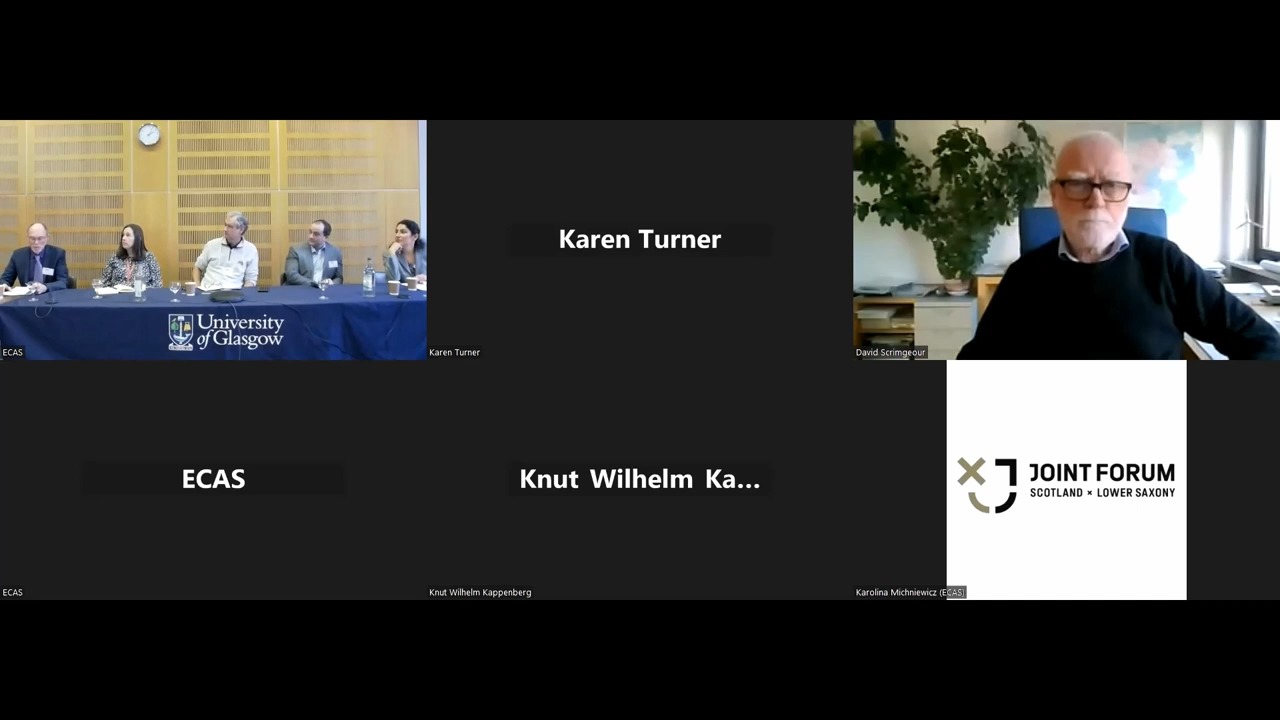 University
of Glasgow
ECAS
Karen Turner
Karen Turner
David Scrimgeour
ECAS
ECAS
Knut Wilhelm Ka...
Knut Wilhelm Kappenberg
JOINT FORUM
SCOTLAND × LOWER SAXONY
Karolina Michniewicz (ECAS)